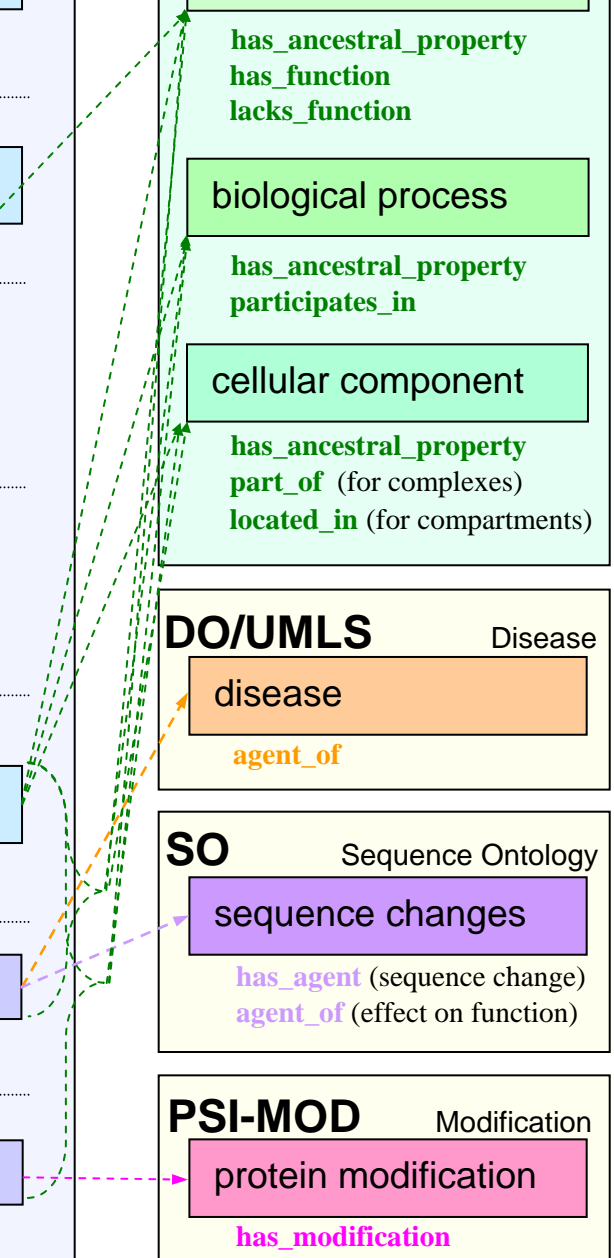 has_ancestral_property
has_function
lacks_function
biological process
has_ancestral_property
participates_in
cellular component
has_ancestral_property
part_of (for complexes)
located_in (for compartments)
DO/UMLS Disease
disease
agent_of
SO Sequence Ontology
sequence changes
has_agent (sequence change)
agent_of (effect on function)
PSI-MOD Modification
protein modification
has_modification